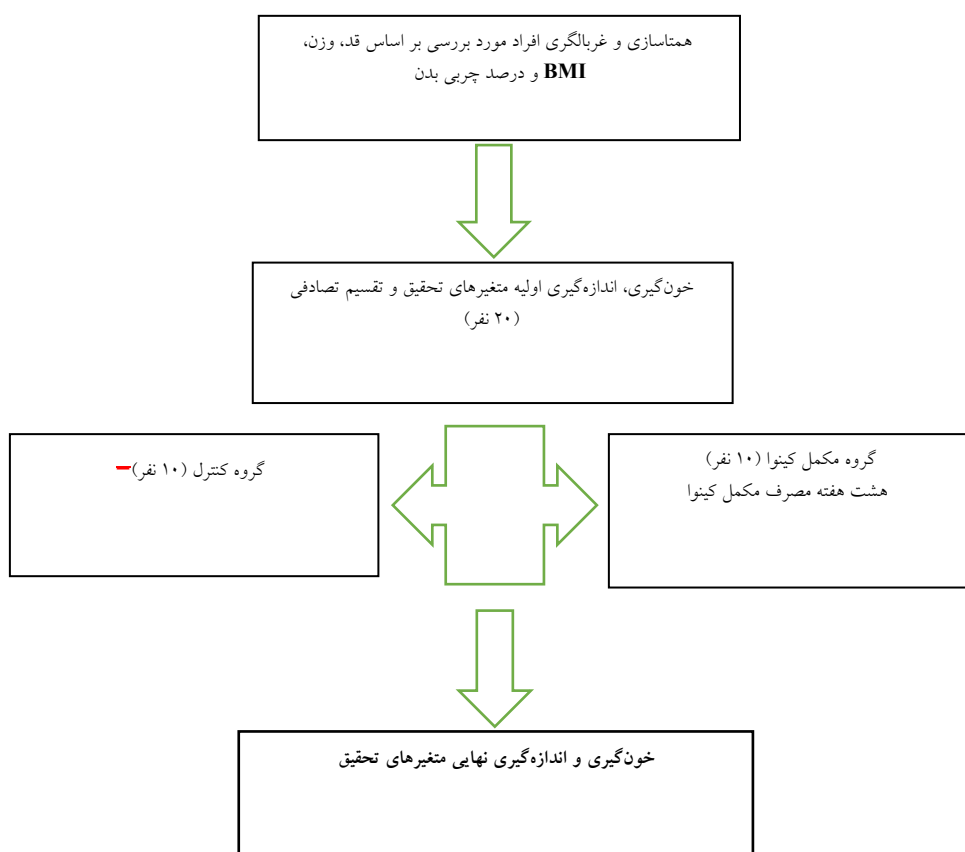 همتاسازی و غربالگری افراد مورد بررسی بر اساس قد، وزن،
BMI و درصد چربی بدن
خون‌گیری، اندازه‌گیری اولیه متغیرهای تحقیق و تقسیم تصادفی
(۲۰ نفر)
گروه مکمل کینوا (۱۰ نفر)
هشت هفته مصرف مکمل کینوا
گروه کنترل (۱۰ نفر)
خون‌گیری و اندازه‌گیری نهایی متغیرهای تحقیق